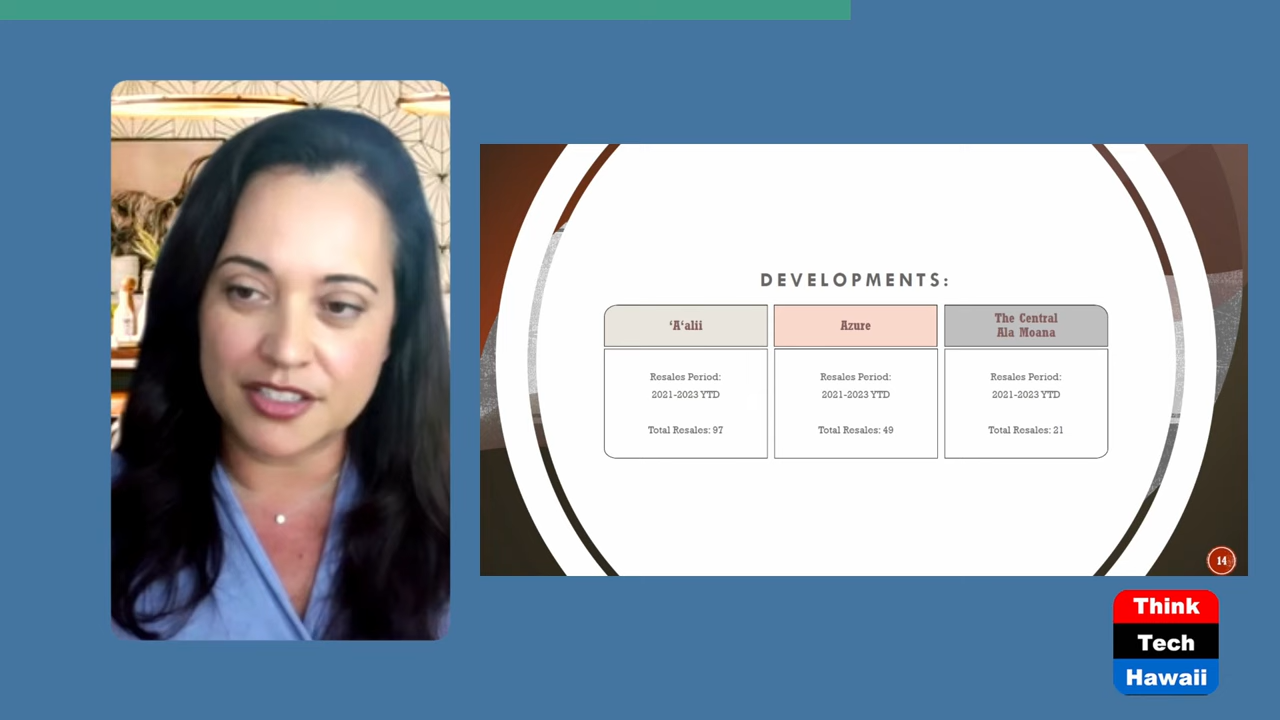 DEVELOPMENTS:
‘A‘alii
Azure
The Central
Ala Moana
Resales Period:
2021-2023 YTD
Total Resales: 97
Resales Period:
2021-2023 YTD
Total Resales: 49
Resales Period:
2021-2023 YTD
Total Resales: 21
14
Think
Tech
Hawaii